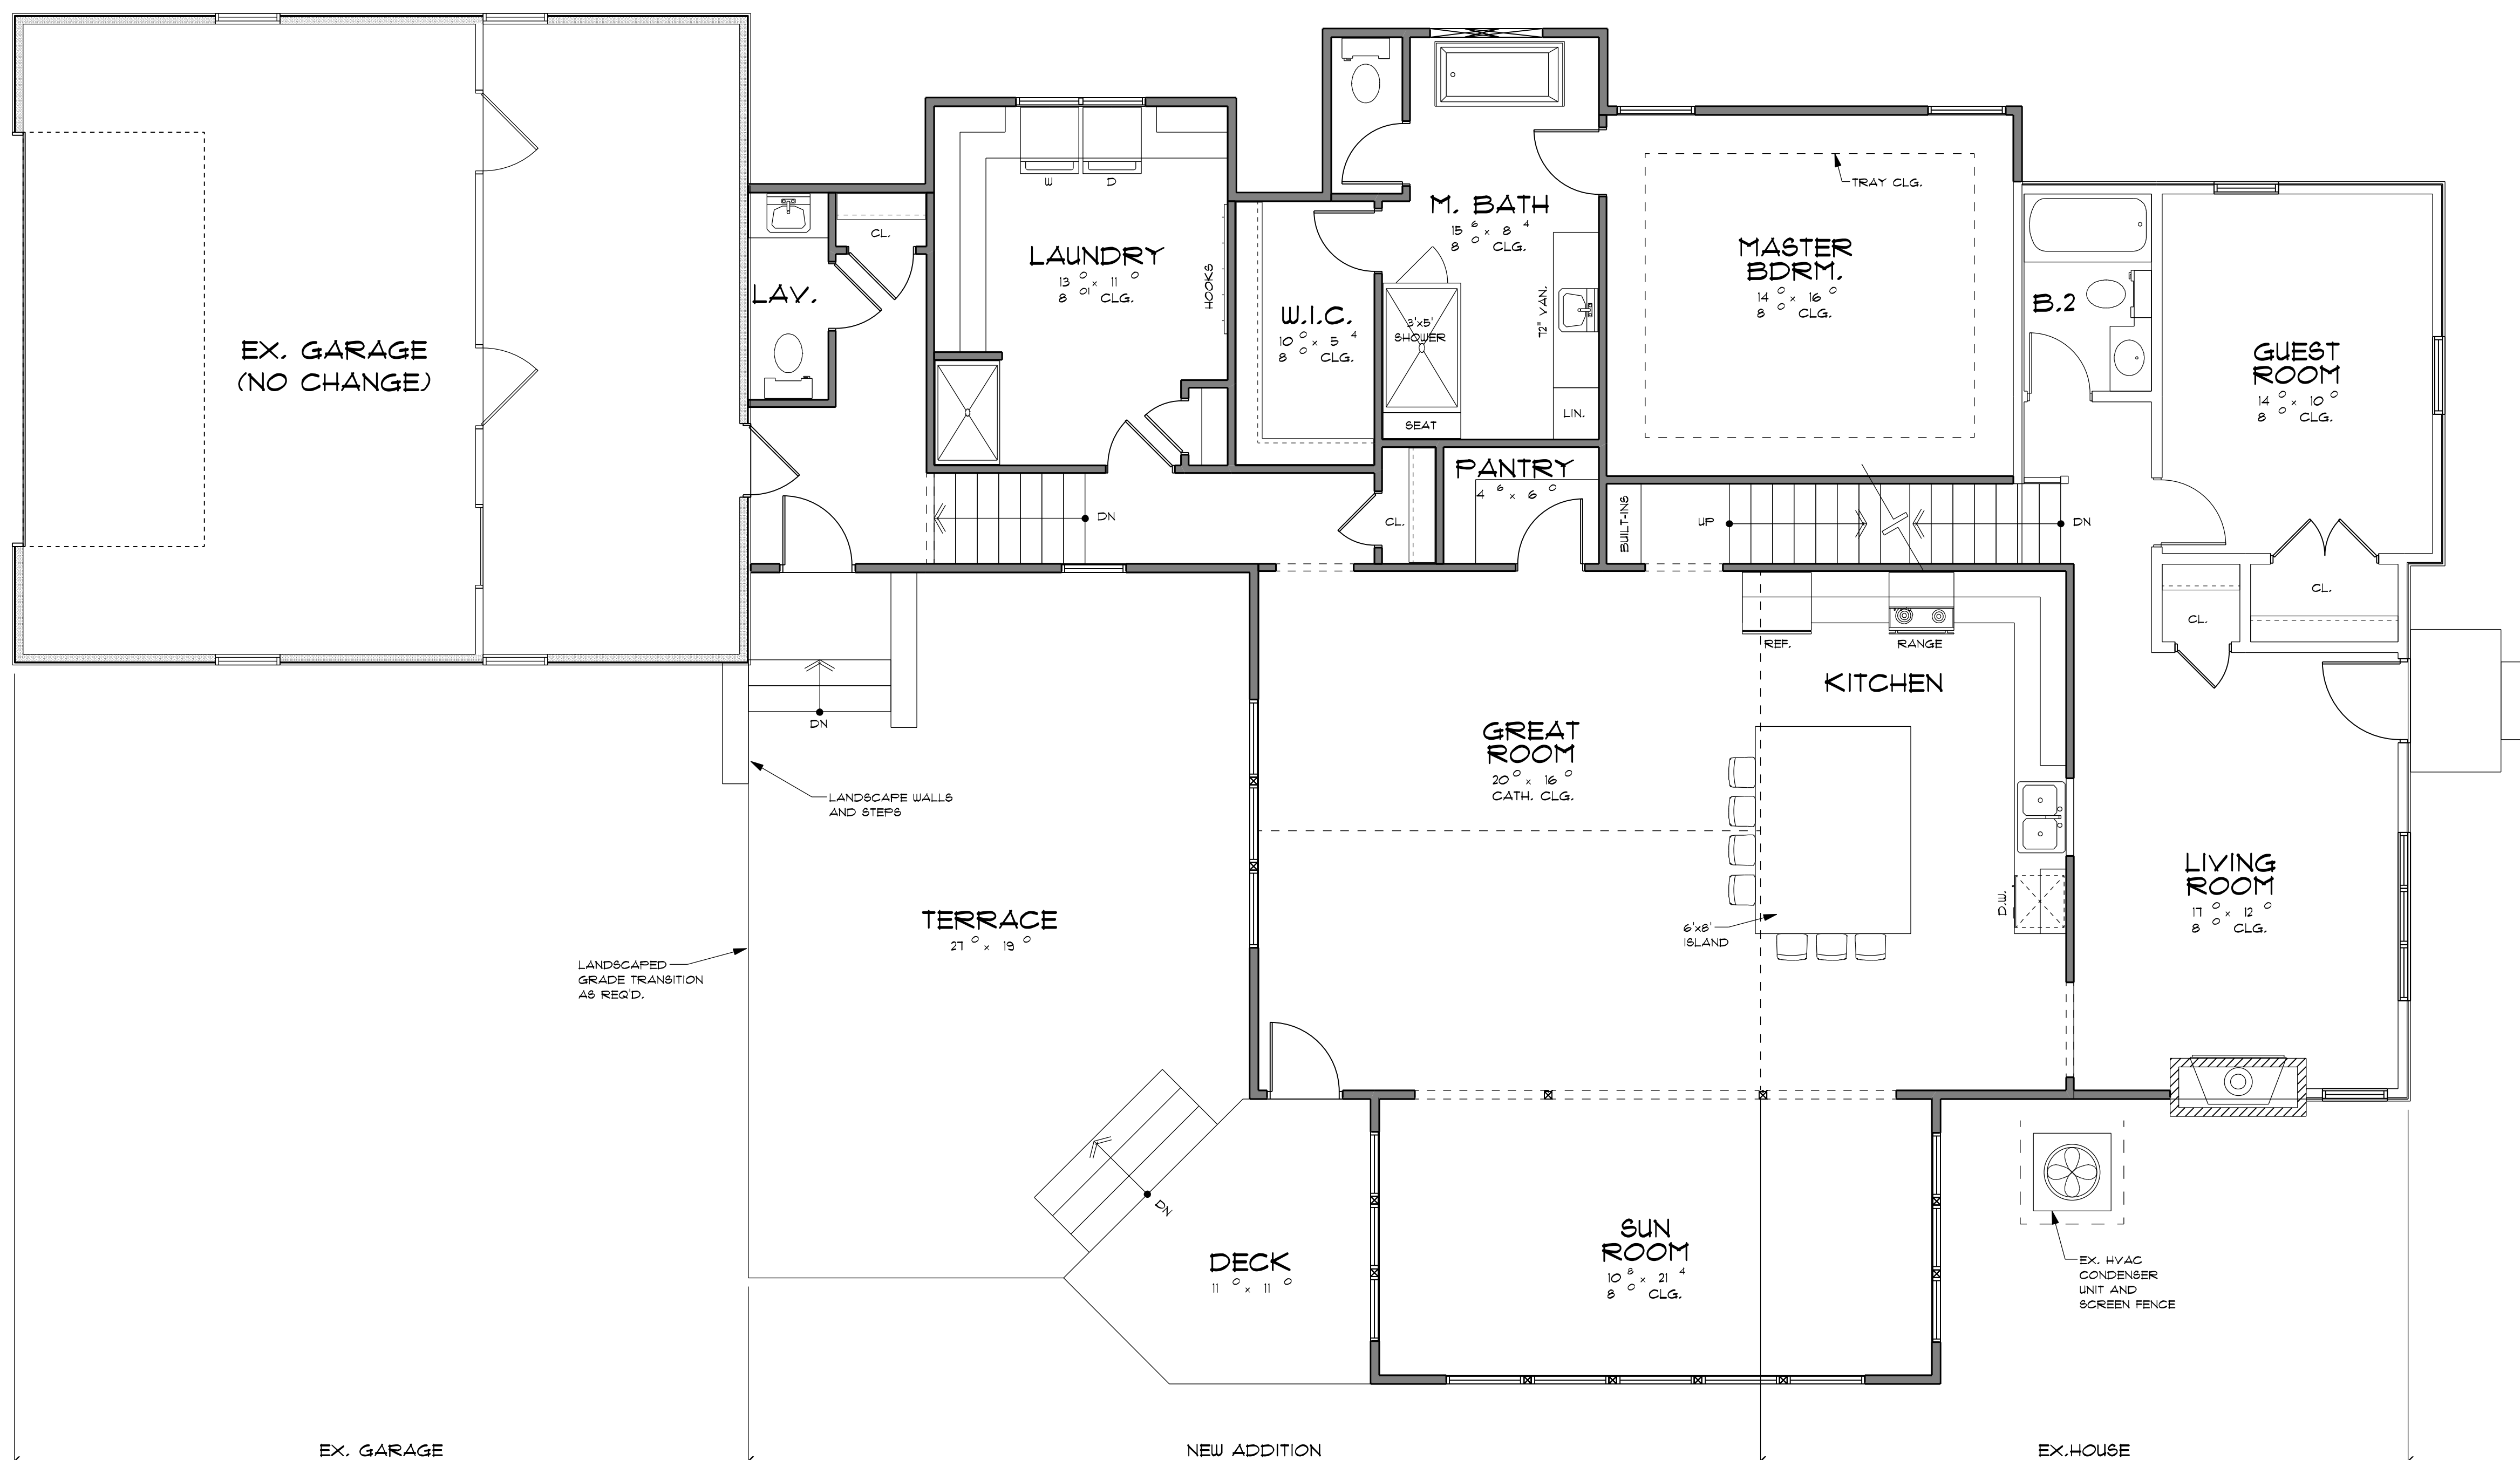 EX. GARAGE
(NO CHANGE)
LAV.
CL.
LAUNDRY
13 0 x 11 0
8 01 CLG.
W
D
HOOKS
W.I.C.
10 0 x 5 4
8 0 CLG.
M. BATH
15 6 x 8 4
8 0 CLG.
3'x5'
SHOWER
SEAT
72" VAN.
LIN.
TRAY CLG.
MASTER
BDRM.
14 0 x 16 0
8 0 CLG.
B.2
GUEST
ROOM
14 0 x 10 0
8 0 CLG.
DN
CL.
PANTRY
4 6 x 6 0
BUILT-INS
UP
DN
CL.
CL.
REF.
RANGE
KITCHEN
DN
LANDSCAPE WALLS
AND STEPS
GREAT
ROOM
20 0 x 16 0
CATH. CLG.
TERRACE
27 0 x 19 0
LANDSCAPED
GRADE TRANSITION
AS REQ'D.
6'x8'
ISLAND
D.W.
LIVING
ROOM
17 0 x 12 0
8 0 CLG.
DN
DECK
11 0 x 11 0
SUN
ROOM
10 8 x 21 4
8 0 CLG.
EX. HVAC
CONDENSER
UNIT AND
SCREEN FENCE
EX. GARAGE
NEW ADDITION
EX.HOUSE